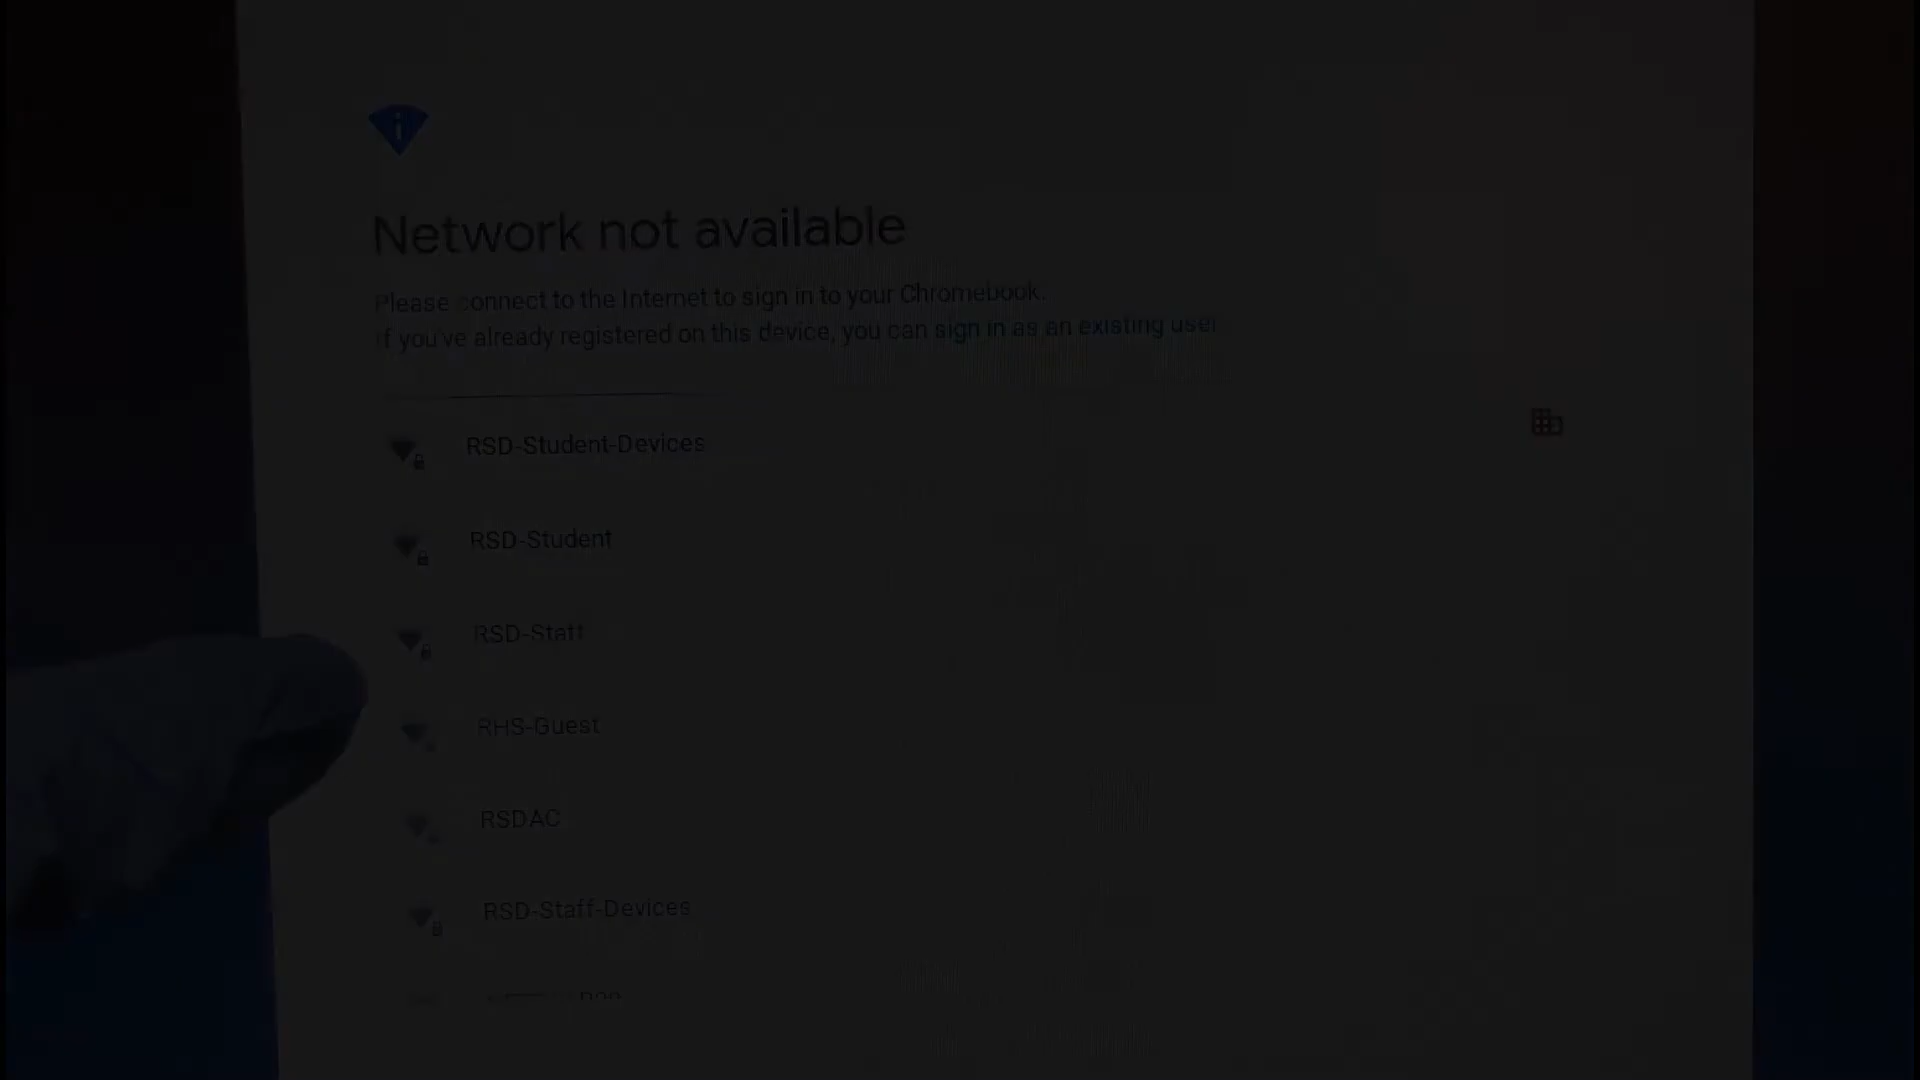 Network not available
Please connect to the Internet to sign in to your Chromebook.
If you've already registered on this device, you can sign in as an existing user
RSD-Student-Devices
RSD-Student
RSD-Staff
RHS-Guest
RSDAC
RSD-Staff-Devices